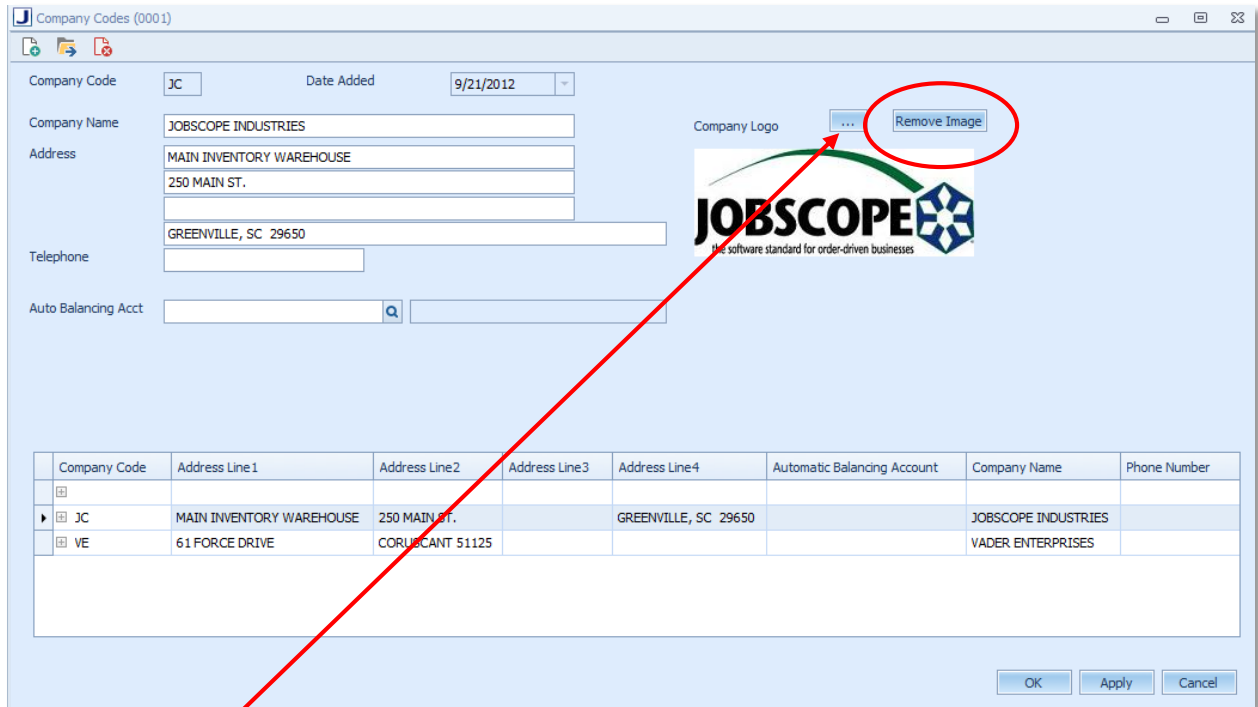 Company Codes (0001)
Company Code JC Date Added 9/21/2012
Company Name JOBSCOPE INDUSTRIES Company Logo ... Remove Image
Address MAIN INVENTORY WAREHOUSE
250 MAIN ST.
GREENVILLE, SC 29650
JOBSCOPE
the software standard for order-driven businesses
Telephone
Auto Balancing Acct
Company Code Address Line1 Address Line2 Address Line3 Address Line4 Automatic Balancing Account Company Name Phone Number
JC MAIN INVENTORY WAREHOUSE 250 MAIN ST. GREENVILLE, SC 29650 JOBSCOPE INDUSTRIES
VE 61 FORCE DRIVE CORUSCANT 51125 VADER ENTERPRISES
OK Apply Cancel